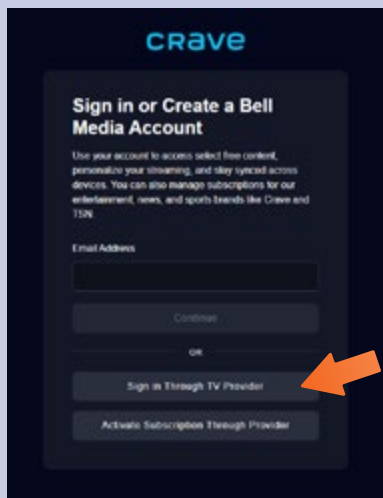 CRAVE
Sign in or Create a Bell
Media Account
Use your account to access select free content,
personalize your streaming, and stay synced across
devices. You can also manage subscriptions for our
entertainment, news, and sports brands like Crave and
TSN.
Email Address
Continue
OR
Sign in Through TV Provider
Activate Subscription Through Provider